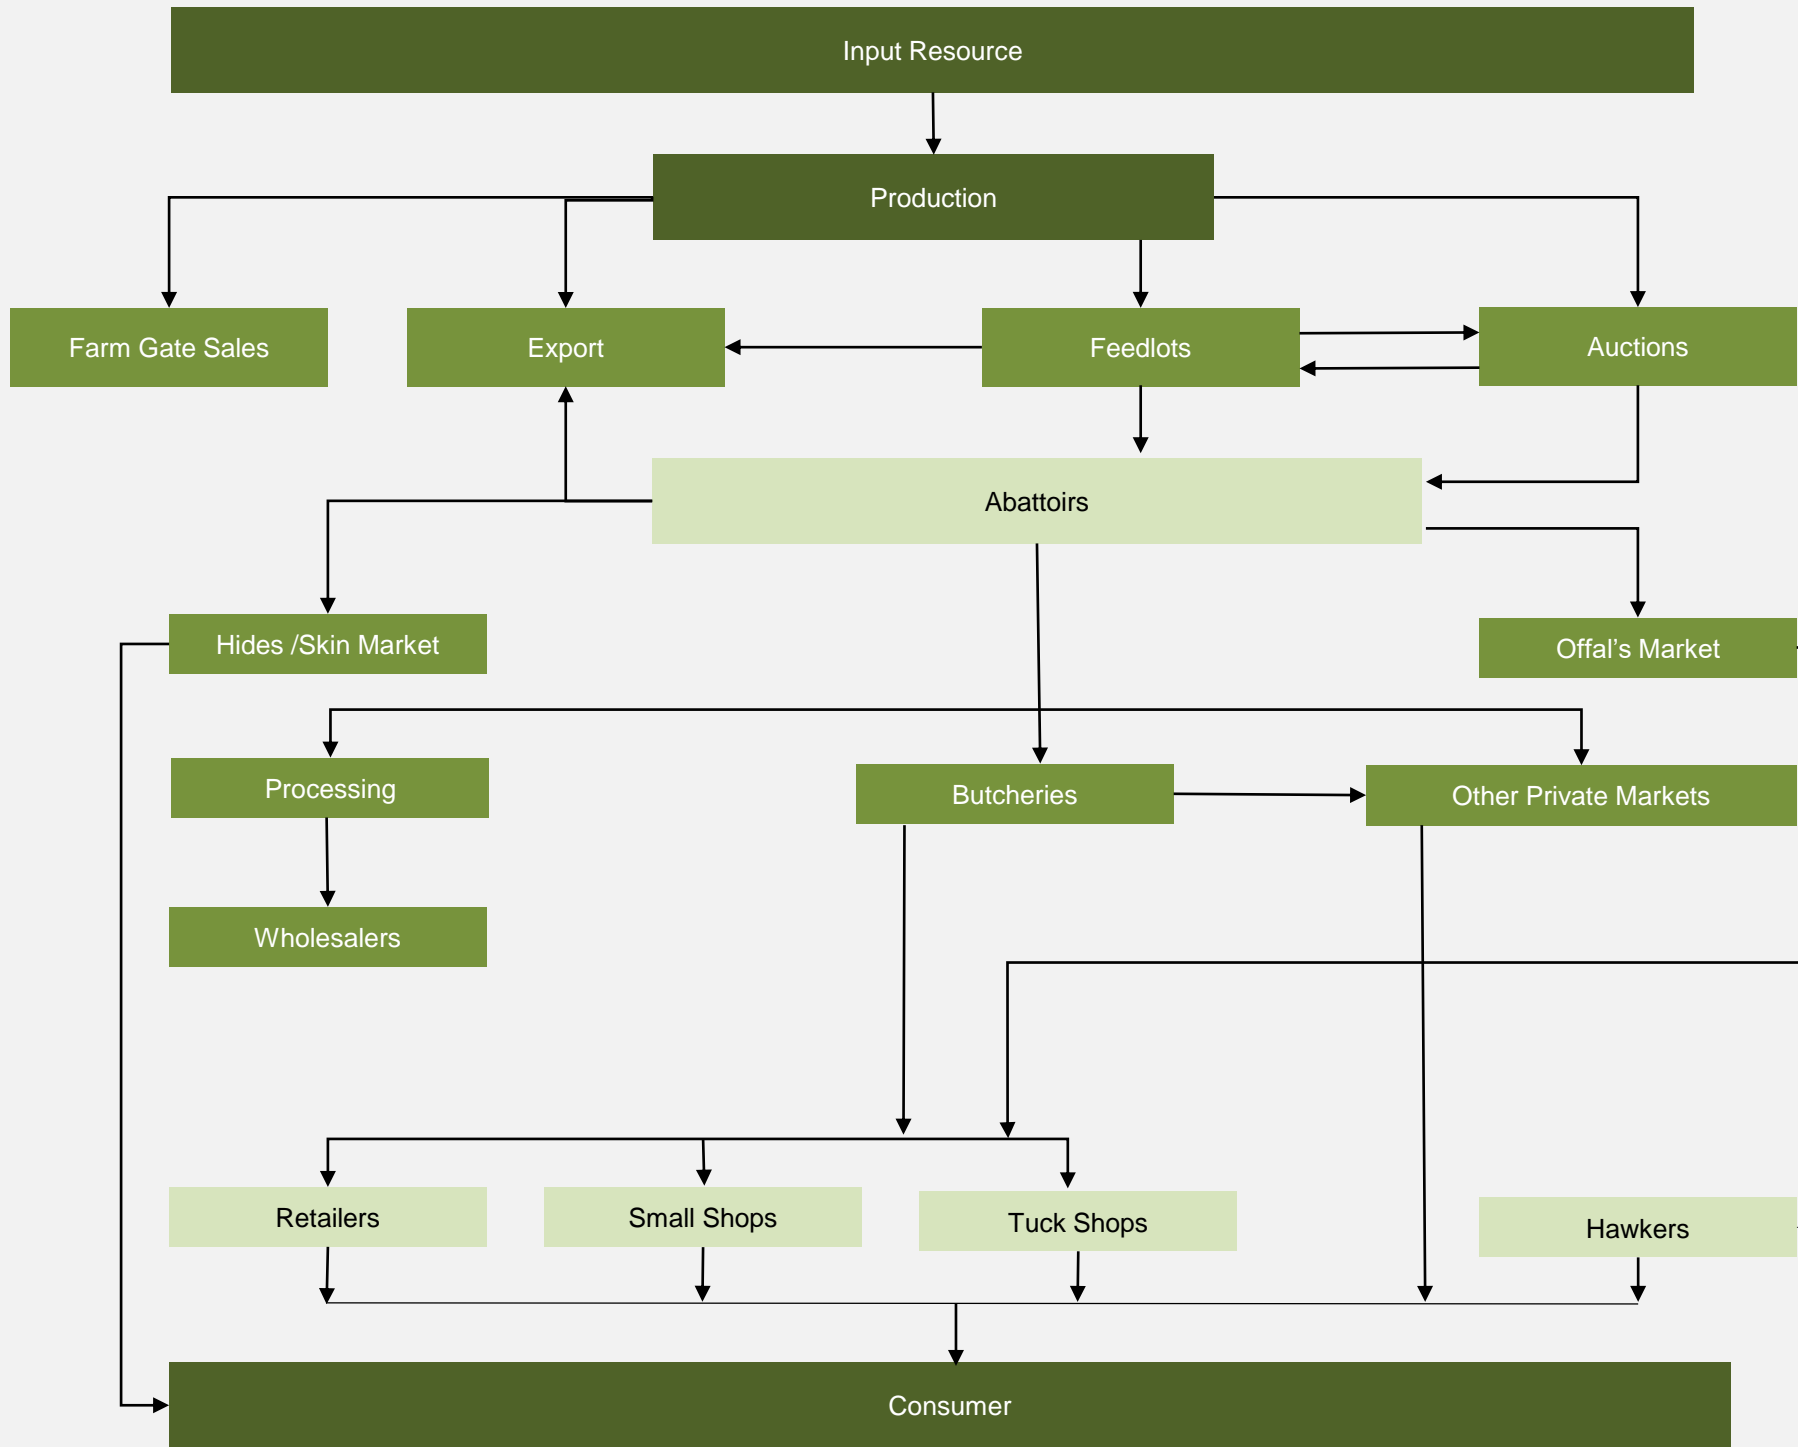 Input Resource
Production
Farm Gate Sales
Export
Feedlots
Auctions
Abattoirs
Hides /Skin Market
Offal’s Market
Processing
Butcheries
Other Private Markets
Wholesalers
Retailers
Small Shops
Tuck Shops
Hawkers
Consumer